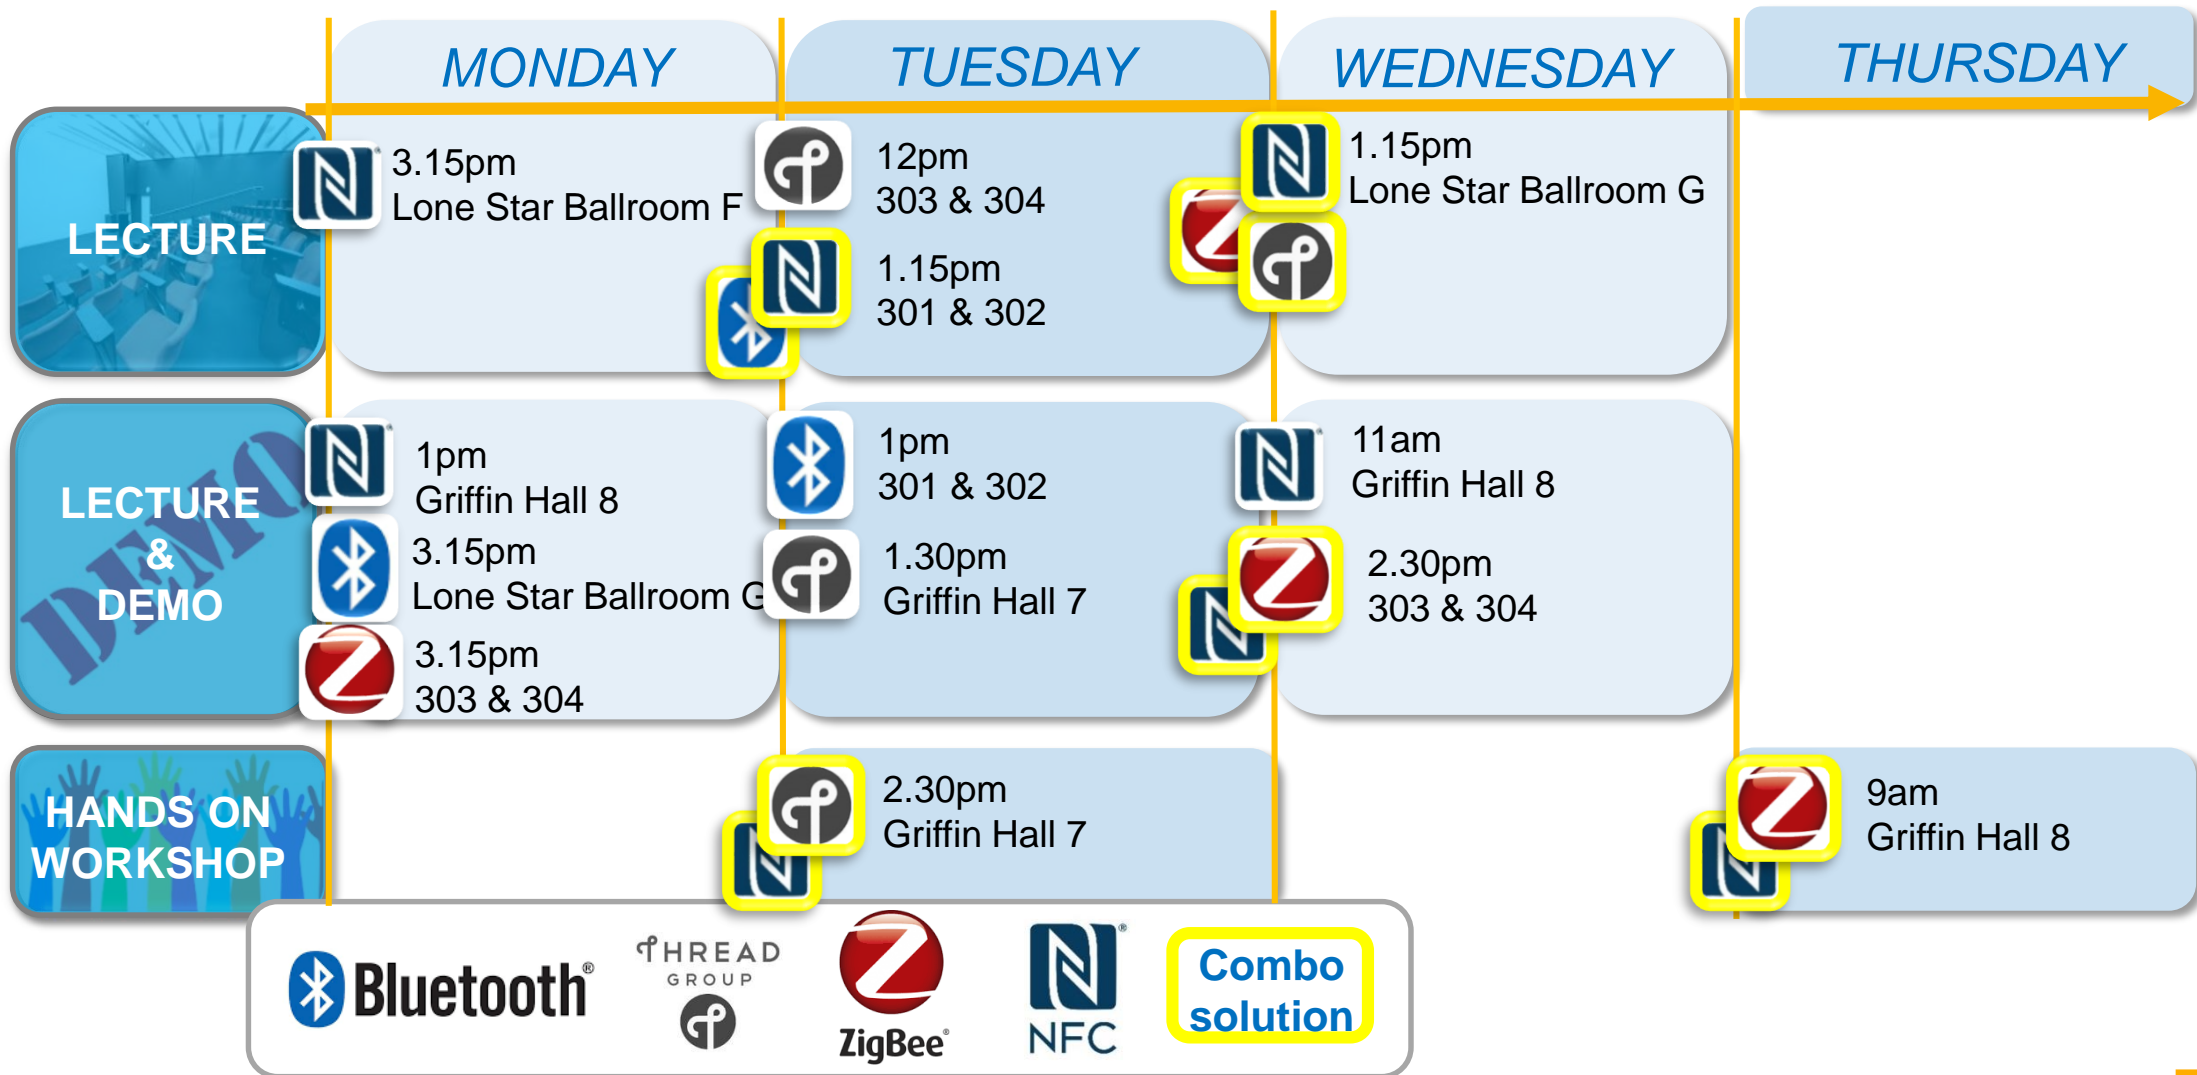 MONDAY
TUESDAY
WEDNESDAY
THURSDAY
LECTURE
3.15pm
Lone Star Ballroom F
12pm
303 & 304
1.15pm
301 & 302
1.15pm
Lone Star Ballroom G
DEMO
LECTURE
&
DEMO
1pm
Griffin Hall 8
3.15pm
Lone Star Ballroom G
3.15pm
303 & 304
1pm
301 & 302
1.30pm
Griffin Hall 7
11am
Griffin Hall 8
2.30pm
303 & 304
HANDS ON
WORKSHOP
2.30pm
Griffin Hall 7
9am
Griffin Hall 8
Bluetooth®
THREAD
GROUP
ZigBee®
NFC
Combo
solution